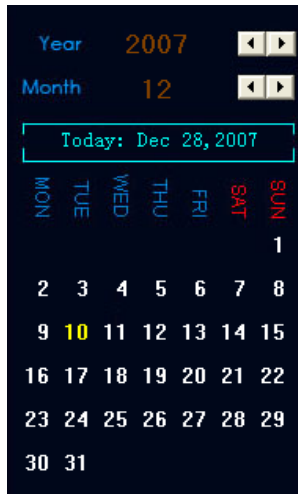 Year 2007
Month 12
Today: Dec 28,2007
MON TUE WED THU FRI SAT SUN
1
2 3 4 5 6 7 8
9 10 11 12 13 14 15
16 17 18 19 20 21 22
23 24 25 26 27 28 29
30 31